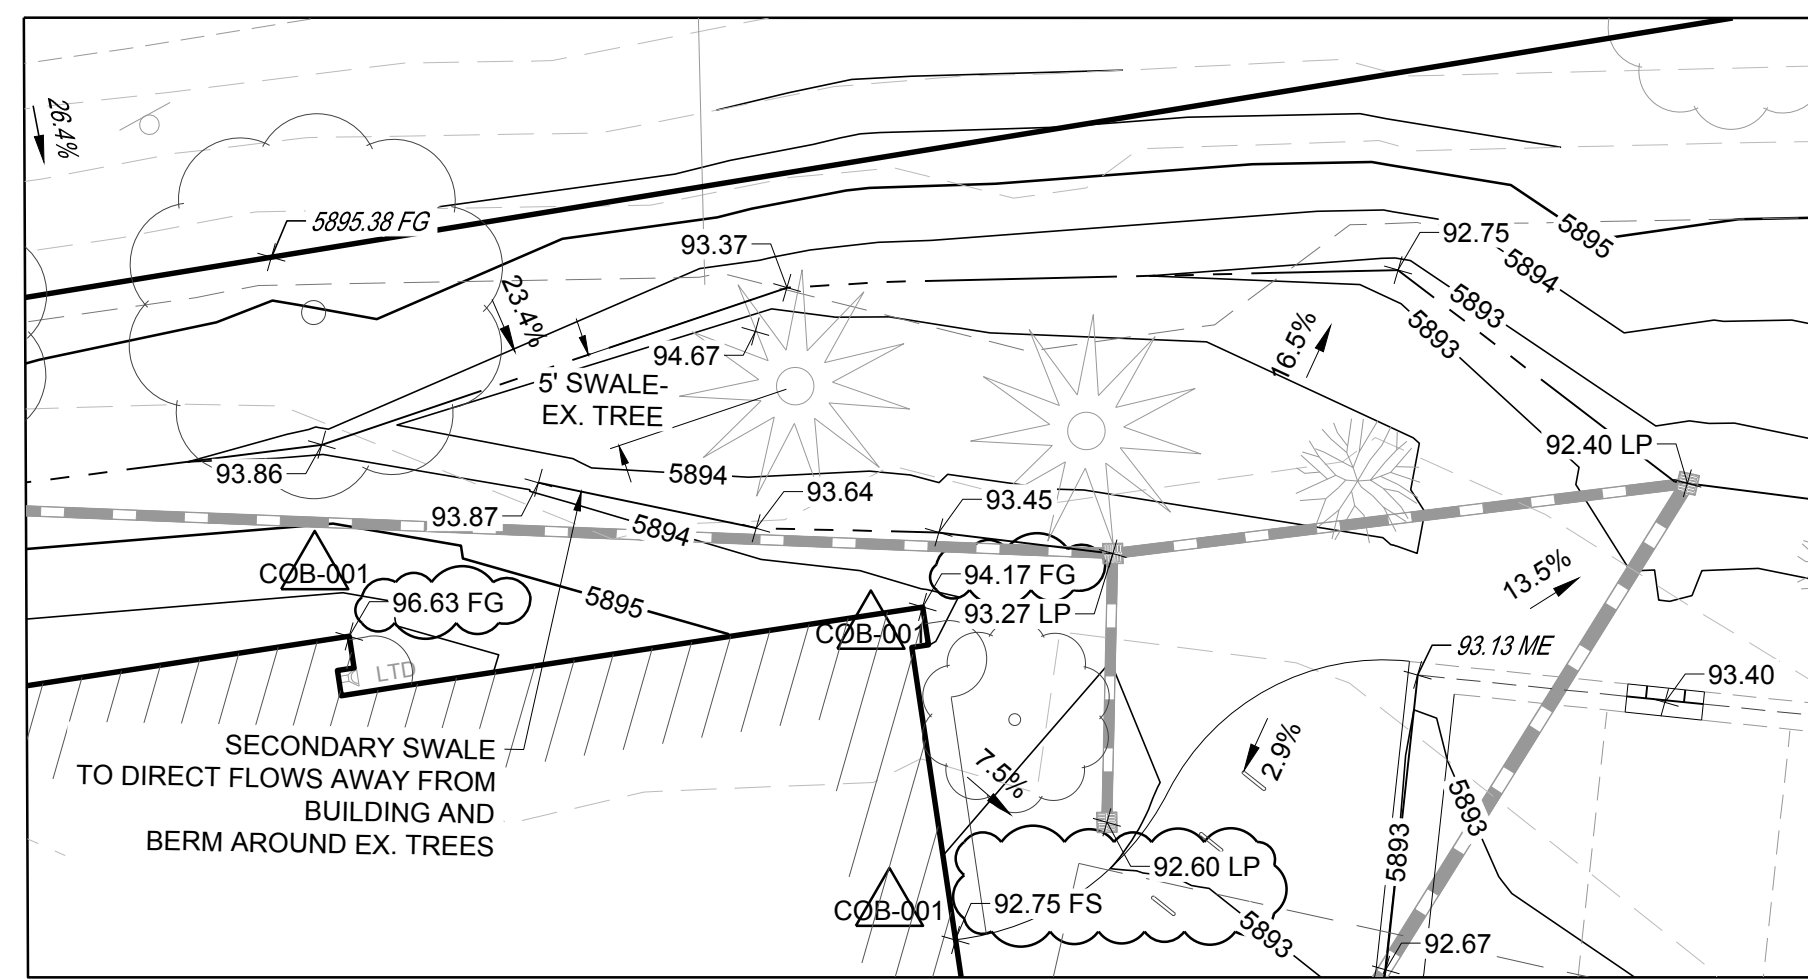 26.4%
5895.38 FG
93.37
92.75
5895
5894
23.4%
5893
5893
16.5%
94.67
5' SWALE-
EX. TREE
92.40 LP
93.86
5894
93.64
93.45
93.87
5894
13.5%
COB-001
96.63 FG
5895
94.17 FG
93.27 LP
COB-001
93.13 ME
93.40
LTD
SECONDARY SWALE
TO DIRECT FLOWS AWAY FROM
BUILDING AND
BERM AROUND EX. TREES
7.5%
2.9%
5893
5893
92.60 LP
COB-001
92.75 FS
5893
92.67